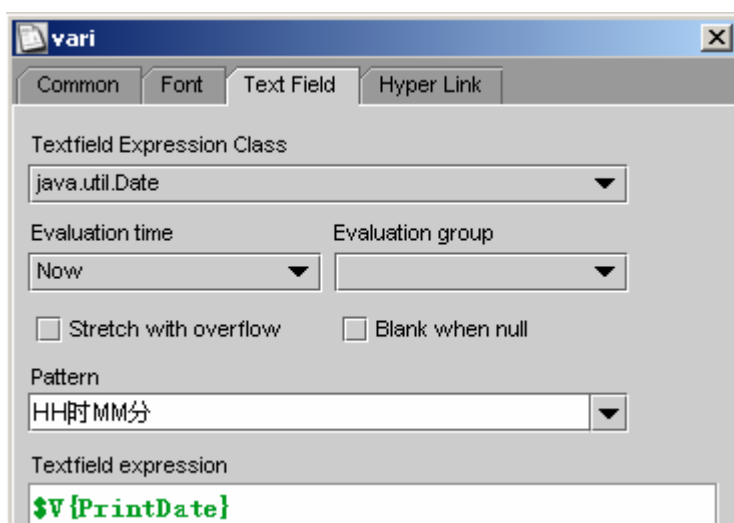 vari
Common Font Text Field Hyper Link
Textfield Expression Class
java.util.Date
Evaluation time Evaluation group
Now
Stretch with overflow Blank when null
Pattern
HH时MM分
Textfield expression
$V{PrintDate}